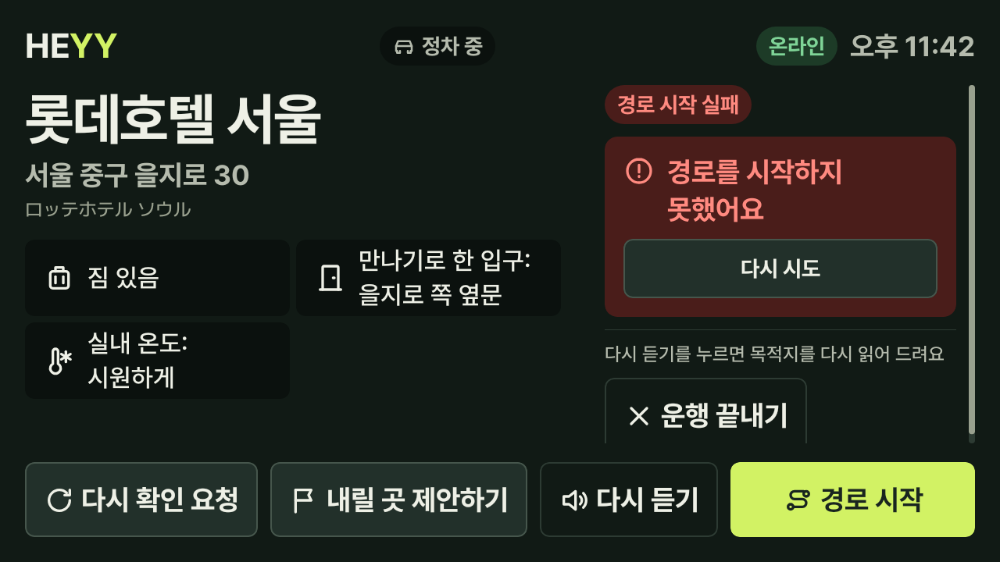 HEYY
정차 중
온라인
오후 11:42
롯데호텔 서울
서울 중구 을지로 30
ロッテホテル ソウル
짐 있음
만나기로 한 입구:
을지로 쪽 옆문
실내 온도:
시원하게
경로 시작 실패
경로를 시작하지
못했어요
다시 시도
다시 듣기를 누르면 목적지를 다시 읽어 드려요
운행 끝내기
다시 확인 요청
내릴 곳 제안하기
다시 듣기
경로 시작